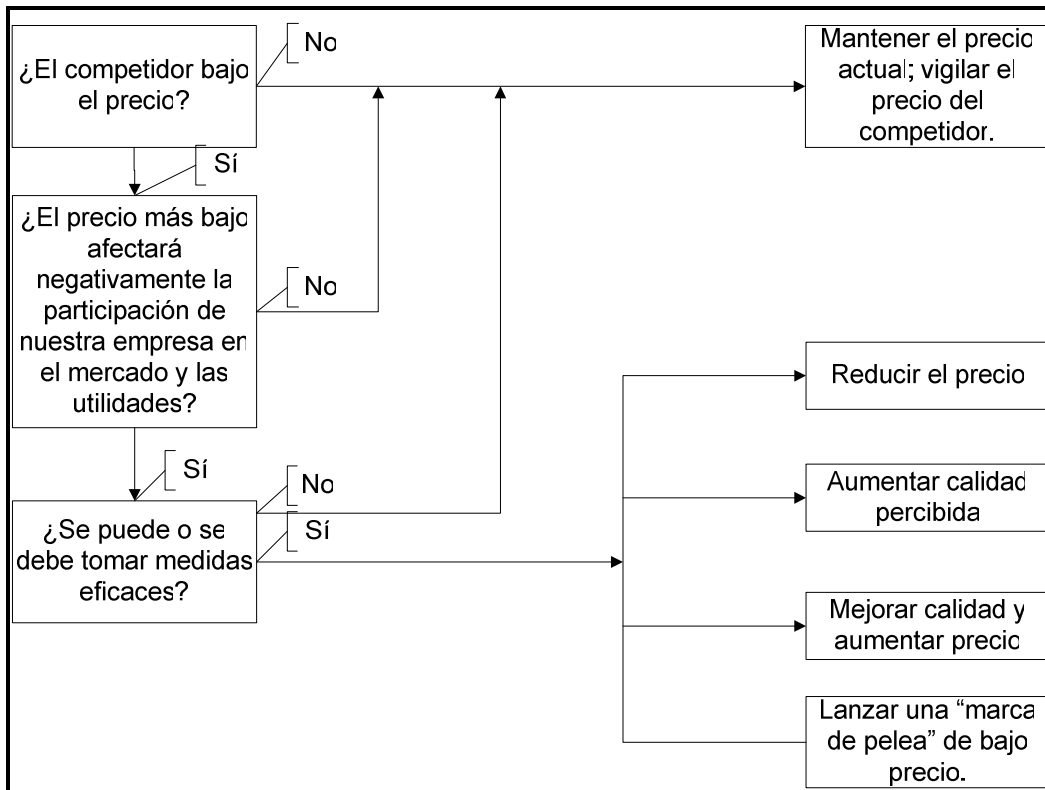 ¿El competidor bajo
el precio?
No
Mantener el precio
actual; vigilar el
precio del
competidor.
Sí
¿El precio más bajo
afectará
negativamente la
participación de
nuestra empresa en
el mercado y las
utilidades?
No
Reducir el precio
Sí
¿Se puede o se
debe tomar medidas
eficaces?
No
Sí
Aumentar calidad
percibida
Mejorar calidad y
aumentar precio
Lanzar una “marca
de pelea” de bajo
precio.